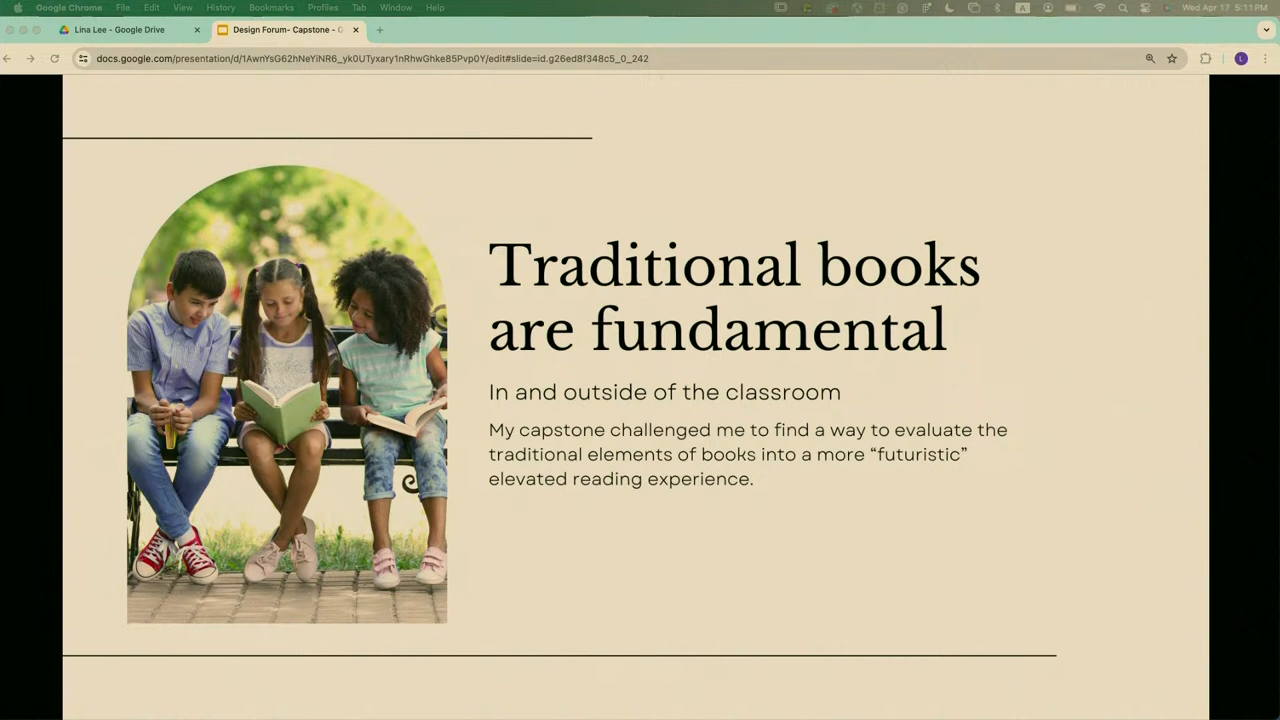 Google Chrome File Edit View History Bookmarks Profiles Tab Window Help Wed Apr 17 5:11 PM
Lina Lee - Google Drive Design Forum- Capstone -
docs.google.com/presentation/d/1AwnYsG62hNeYiNR6_yk0UTyxary1nRhwGhke85Pvp0Y/edit#slide=id.g26ed8f348c5_0_242
Traditional books
are fundamental
In and outside of the classroom
My capstone challenged me to find a way to evaluate the
traditional elements of books into a more “futuristic”
elevated reading experience.